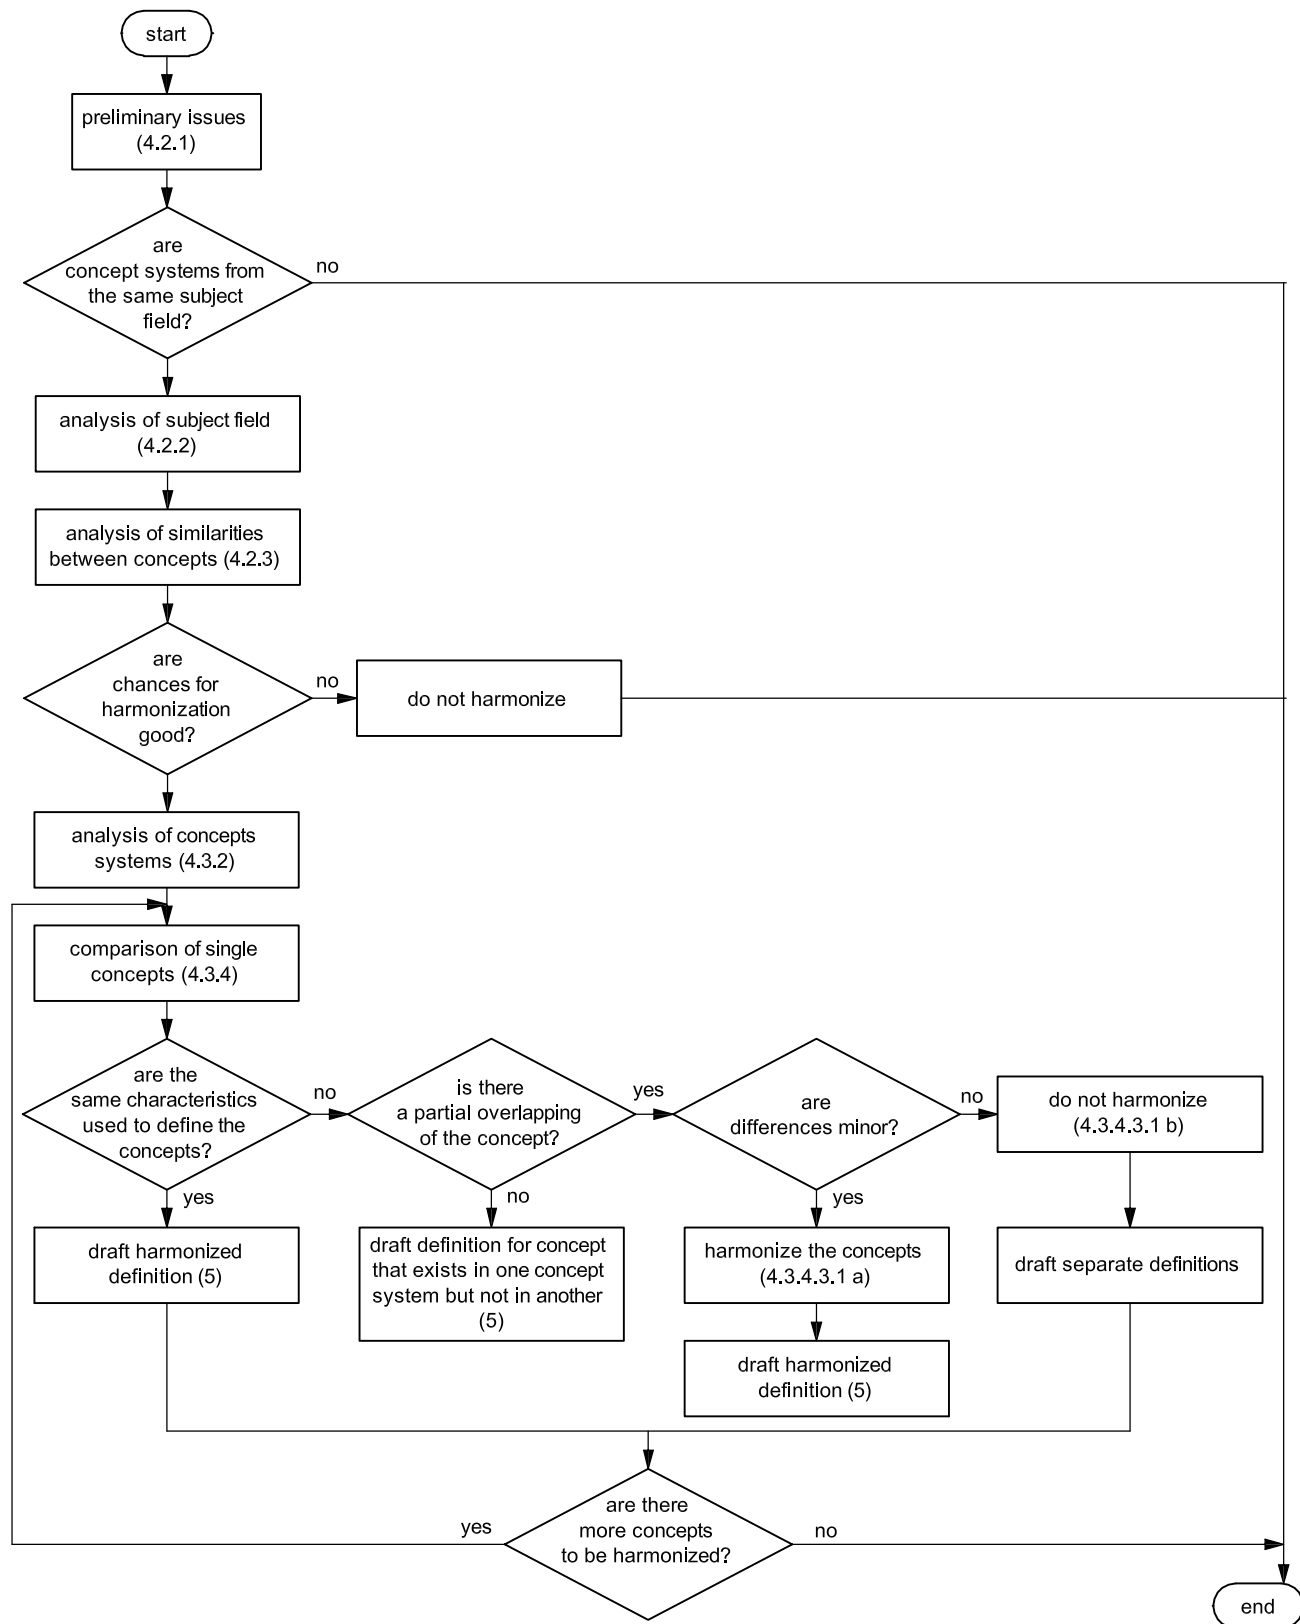 start
preliminary issues
(4.2.1)
are
concept systems from
the same subject
field?
no
analysis of subject field
(4.2.2)
analysis of similarities
between concepts (4.2.3)
are
chances for
harmonization
good?
no
do not harmonize
analysis of concepts
systems (4.3.2)
comparison of single
concepts (4.3.4)
are the
same characteristics
used to define the
concepts?
no
yes
is there
a partial overlapping
of the concept?
yes
no
are
differences minor?
no
yes
do not harmonize
(4.3.4.3.1 b)
draft harmonized
definition (5)
draft definition for concept
that exists in one concept
system but not in another
(5)
harmonize the concepts
(4.3.4.3.1 a)
draft separate definitions
draft harmonized
definition (5)
are there
more concepts
to be harmonized?
yes
no
end